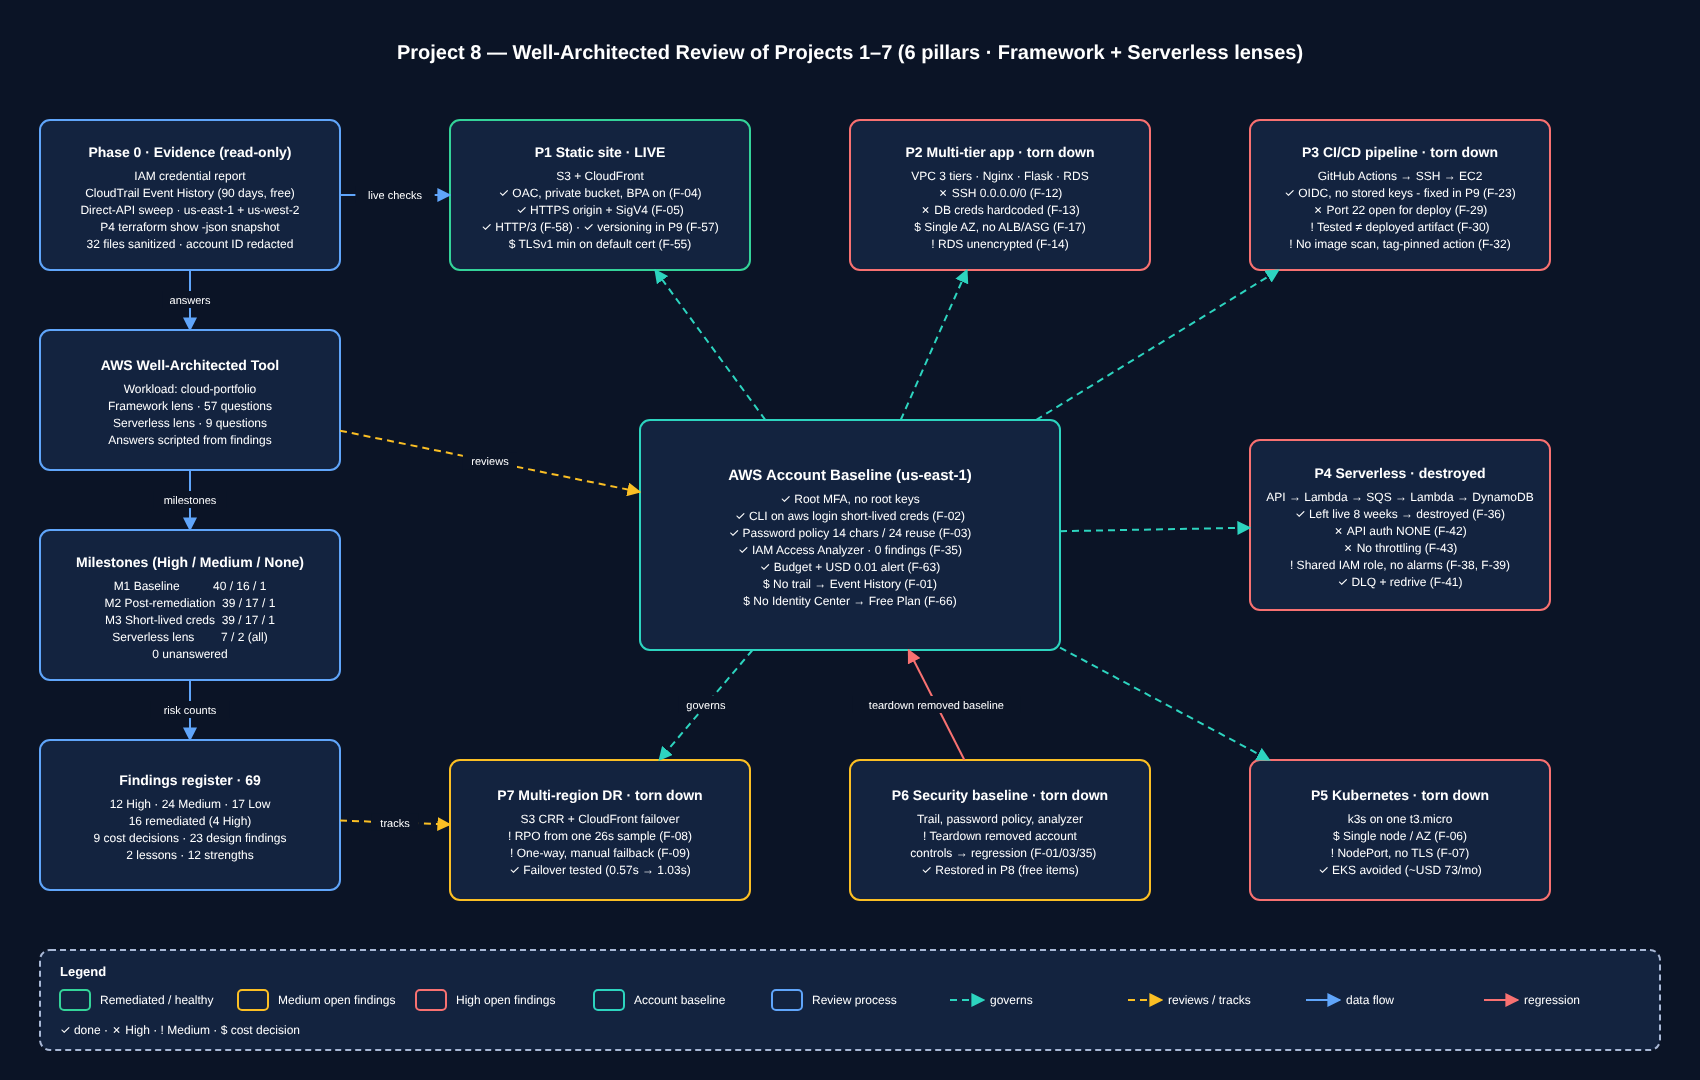 Project 8 — Well-Architected Review of Projects 1–7 (6 pillars · Framework + Serverless lenses)
Phase 0 · Evidence (read-only)
IAM credential report
CloudTrail Event History (90 days, free)
Direct-API sweep · us-east-1 + us-west-2
P4 terraform show -json snapshot
32 files sanitized · account ID redacted
live checks
P1 Static site · LIVE
S3 + CloudFront
✓ OAC, private bucket, BPA on (F-04)
✓ HTTPS origin + SigV4 (F-05)
✓ HTTP/3 (F-58) · ✓ versioning in P9 (F-57)
$ TLSv1 min on default cert (F-55)
P2 Multi-tier app · torn down
VPC 3 tiers · Nginx · Flask · RDS
✕ SSH 0.0.0.0/0 (F-12)
✕ DB creds hardcoded (F-13)
$ Single AZ, no ALB/ASG (F-17)
! RDS unencrypted (F-14)
P3 CI/CD pipeline · torn down
GitHub Actions → SSH → EC2
✓ OIDC, no stored keys - fixed in P9 (F-23)
✕ Port 22 open for deploy (F-29)
! Tested ≠ deployed artifact (F-30)
! No image scan, tag-pinned action (F-32)
answers
AWS Well-Architected Tool
Workload: cloud-portfolio
Framework lens · 57 questions
Serverless lens · 9 questions
Answers scripted from findings
reviews
AWS Account Baseline (us-east-1)
✓ Root MFA, no root keys
✓ CLI on aws login short-lived creds (F-02)
✓ Password policy 14 chars / 24 reuse (F-03)
✓ IAM Access Analyzer · 0 findings (F-35)
✓ Budget + USD 0.01 alert (F-63)
$ No trail → Event History (F-01)
$ No Identity Center → Free Plan (F-66)
P4 Serverless · destroyed
API → Lambda → SQS → Lambda → DynamoDB
✓ Left live 8 weeks → destroyed (F-36)
✕ API auth NONE (F-42)
✕ No throttling (F-43)
! Shared IAM role, no alarms (F-38, F-39)
✓ DLQ + redrive (F-41)
milestones
Milestones (High / Medium / None)
M1 Baseline 40 / 16 / 1
M2 Post-remediation 39 / 17 / 1
M3 Short-lived creds 39 / 17 / 1
Serverless lens 7 / 2 (all)
0 unanswered
risk counts
governs
teardown removed baseline
Findings register · 69
12 High · 24 Medium · 17 Low
16 remediated (4 High)
9 cost decisions · 23 design findings
2 lessons · 12 strengths
tracks
P7 Multi-region DR · torn down
S3 CRR + CloudFront failover
! RPO from one 26s sample (F-08)
! One-way, manual failback (F-09)
✓ Failover tested (0.57s → 1.03s)
P6 Security baseline · torn down
Trail, password policy, analyzer
! Teardown removed account
controls → regression (F-01/03/35)
✓ Restored in P8 (free items)
P5 Kubernetes · torn down
k3s on one t3.micro
$ Single node / AZ (F-06)
! NodePort, no TLS (F-07)
✓ EKS avoided (~USD 73/mo)
Legend
Remediated / healthy
Medium open findings
High open findings
Account baseline
Review process
governs
reviews / tracks
data flow
regression
✓ done · ✕ High · ! Medium · $ cost decision